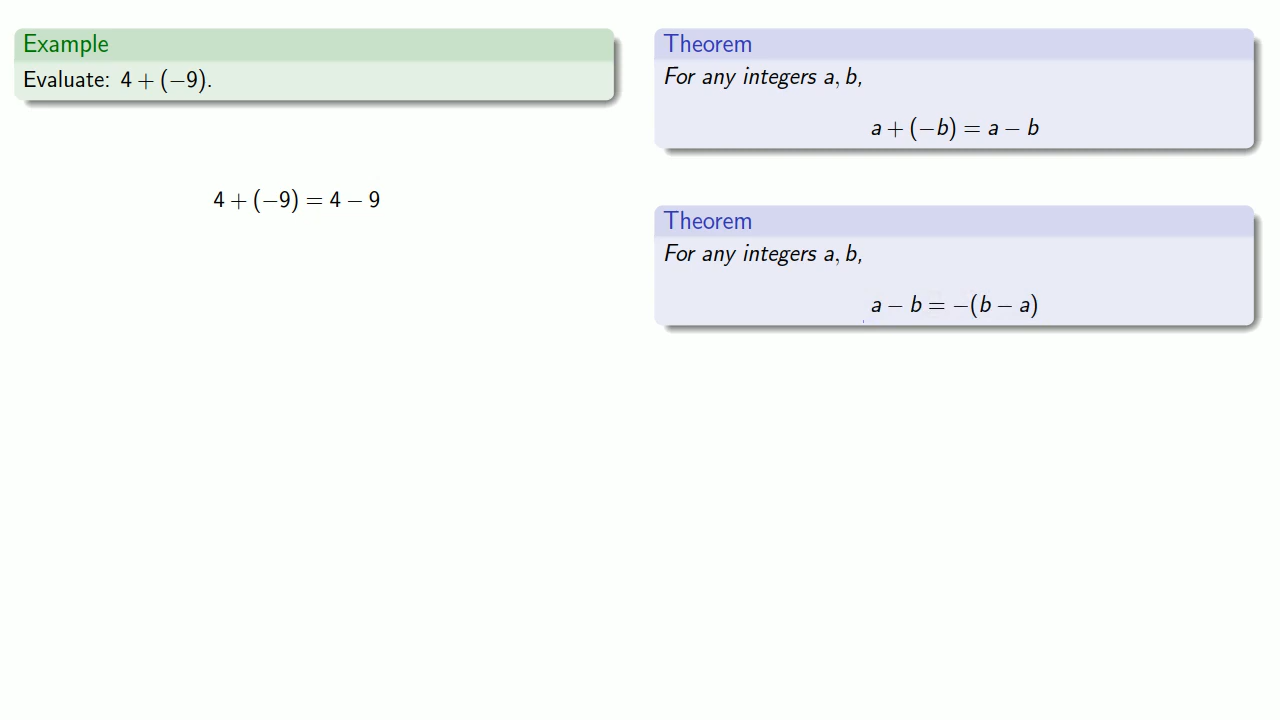 Example
Evaluate: 4 + (−9).
4 + (−9) = 4 − 9
Theorem
For any integers a, b,
a + (−b) = a − b
Theorem
For any integers a, b,
a − b = −(b − a)